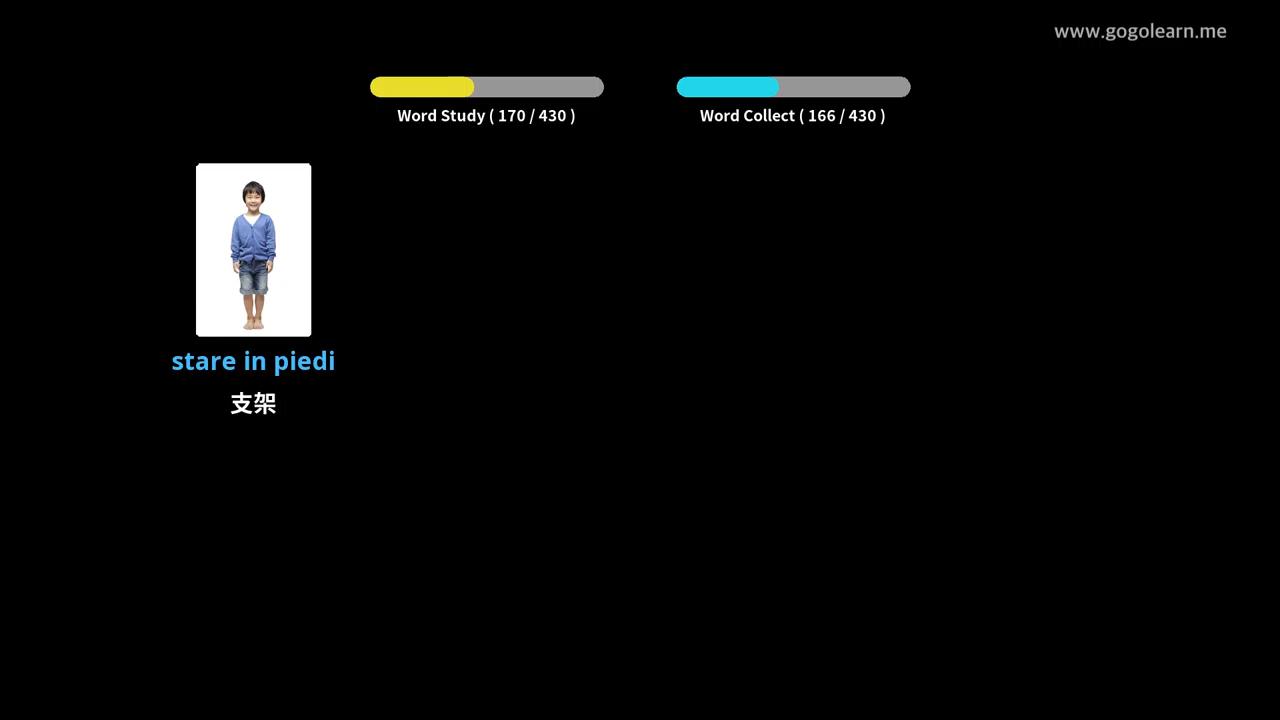 www.gogolearn.me
Word Study ( 170 / 430 )
Word Collect ( 166 / 430 )
stare in piedi
支架